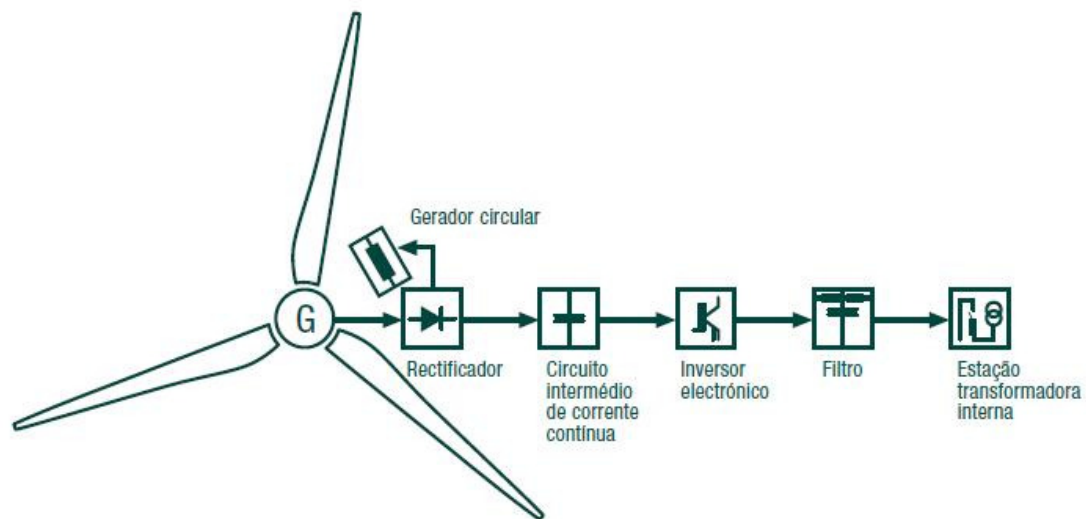 Gerador circular
G
Rectificador
Circuito
intermédio
de corrente
contínua
Inversor
electrónico
Filtro
Estação
transformadora
interna